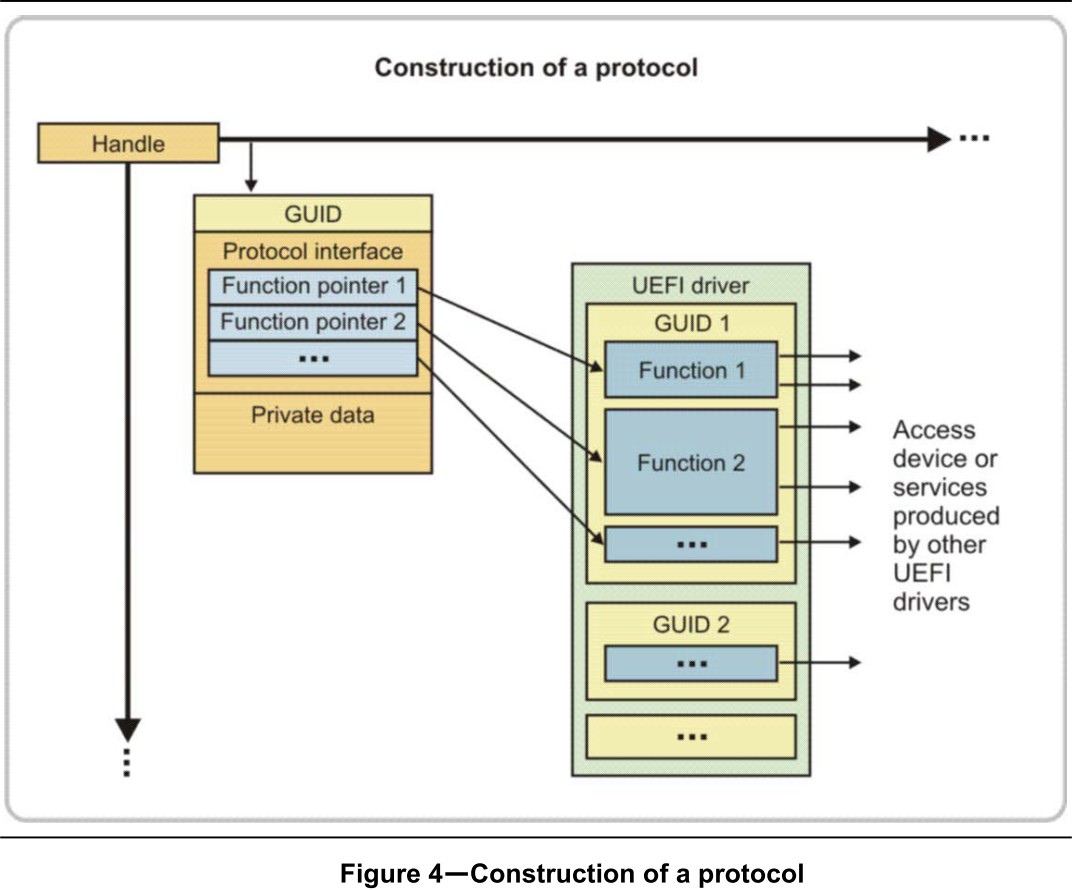 Construction of a protocol
Handle
...
GUID
Protocol interface
Function pointer 1
Function pointer 2
...
Private data
UEFI driver
GUID 1
Function 1
Function 2
...
GUID 2
...
...
Access
device or
services
produced
by other
UEFI
drivers
...
Figure 4—Construction of a protocol